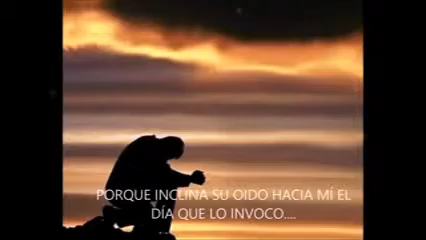 PORQUE INCLINA SU OIDO HACIA MÍ EL
DÍA QUE LO INVOCO....